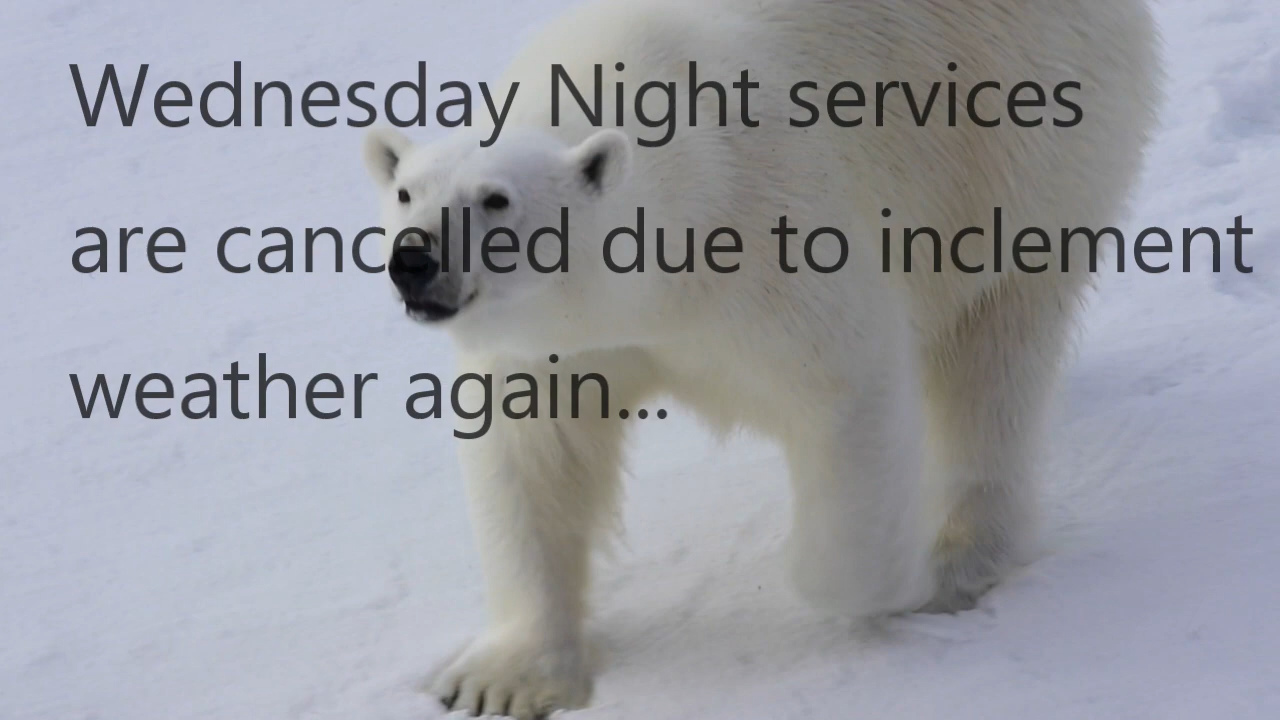 Wednesday Night services
are cancelled due to inclement
weather again...